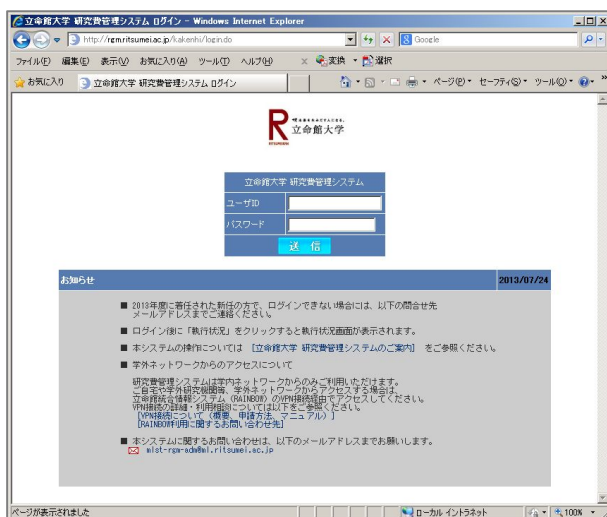 立命館大学 研究費管理システム ログイン - Windows Internet Explorer
http://rgm.ritsumei.ac.jp/kakenhi/login.do
Google
ファイル(F) 編集(E) 表示(V) お気に入り(A) ツール(T) ヘルプ(H) x 変換 選択
お気に入り 立命館大学 研究費管理システム ログイン ページ(P) セーフティ(S) ツール(O) »
R 立命館大学
RITSUMEIKAN
立命館大学 研究費管理システム
ユーザID
パスワード
送 信
お知らせ 2013/07/24
■ 2013年度に着任された新任の方で、ログインできない場合には、以下の問合せ先
メールアドレスまでご連絡ください。
■ ログイン後に「執行状況」をクリックすると執行状況画面が表示されます。
■ 本システムの操作については [立命館大学 研究費管理システムのご案内] をご参照ください。
■ 学外ネットワークからのアクセスについて
研究費管理システムは学内ネットワークからのみご利用いただけます。
ご自宅や学外研究機関等、学外ネットワークからアクセスする場合は、
立命館統合情報システム(RAINBOW)のVPN接続経由でアクセスしてください。
VPN接続の詳細・利用相談については以下をご参照ください。
[VPN接続について(概要、申請方法、マニュアル)]
[RAINBOW利用に関するお問い合わせ先]
■ 本システムに関するお問い合わせは、以下のメールアドレスまでお願いします。
mlst-rgm-adm@ml.ritsumei.ac.jp
ページが表示されました ローカル イントラネット 100%